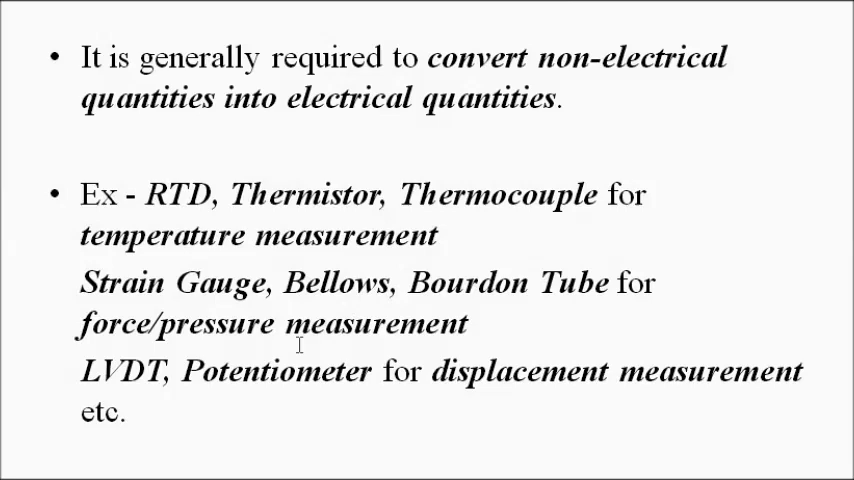 • It is generally required to convert non-electrical
quantities into electrical quantities.
• Ex - RTD, Thermistor, Thermocouple for
temperature measurement
Strain Gauge, Bellows, Bourdon Tube for
force/pressure measurement
LVDT, Potentiometer for displacement measurement
etc.